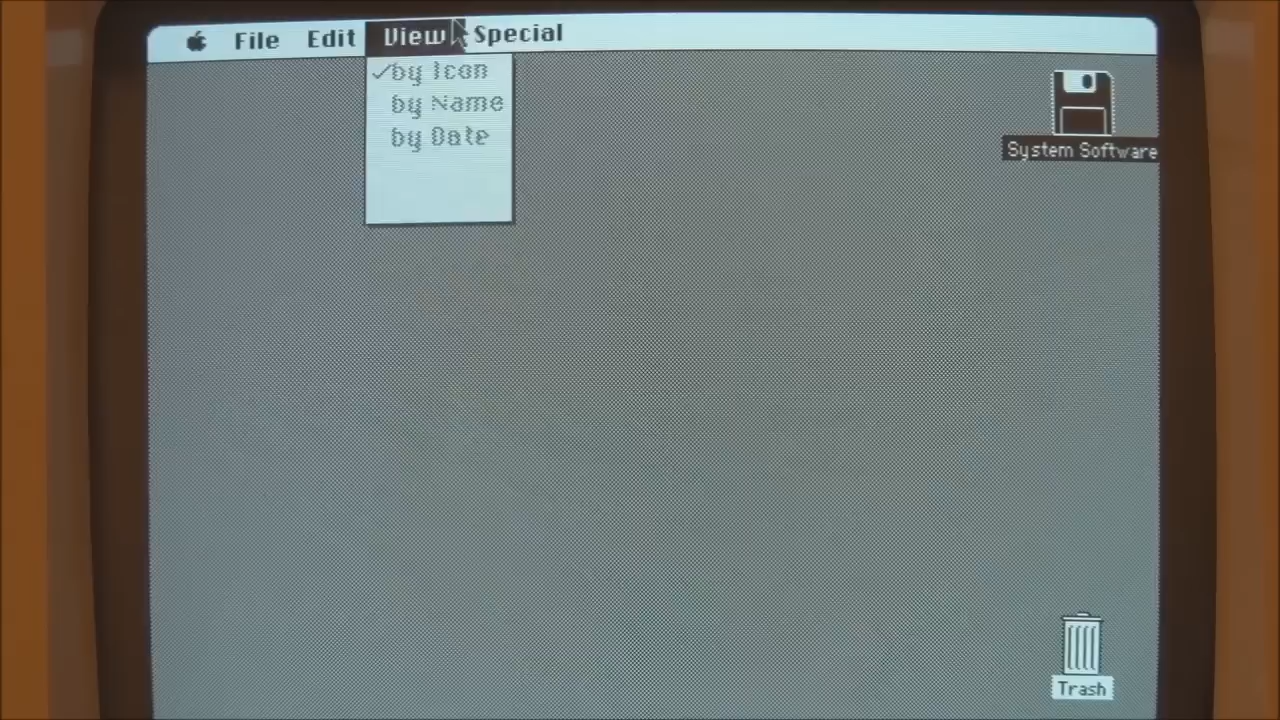 File Edit View Special
✓by Icon
by Name
by Date
System Software
Trash